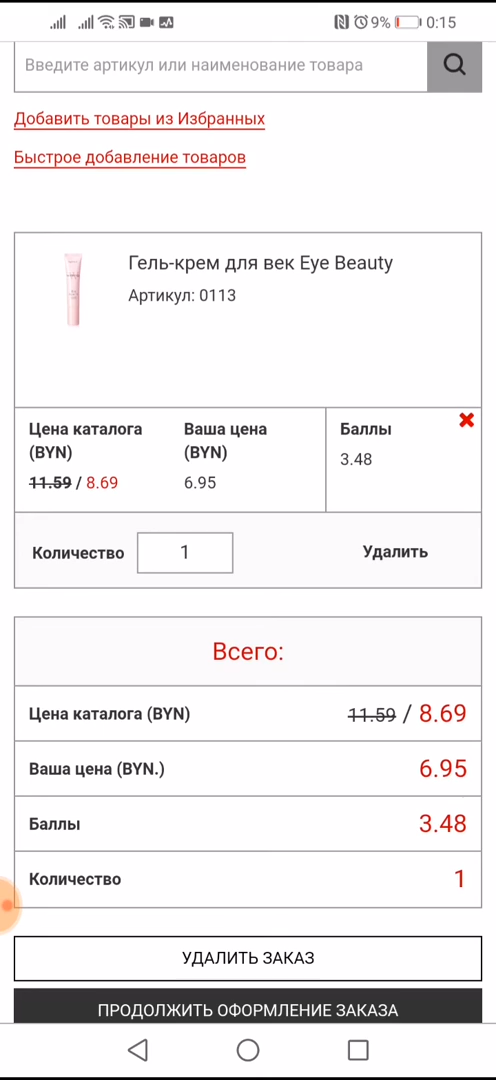 9% 0:15
Введите артикул или наименование товара
Добавить товары из Избранных
Быстрое добавление товаров
Гель-крем для век Eye Beauty
Артикул: 0113
Цена каталога (BYN)
11.59 / 8.69
Ваша цена (BYN)
6.95
Баллы
3.48
Количество 1 Удалить
Всего:
Цена каталога (BYN) 11.59 / 8.69
Ваша цена (BYN.) 6.95
Баллы 3.48
Количество 1
УДАЛИТЬ ЗАКАЗ
ПРОДОЛЖИТЬ ОФОРМЛЕНИЕ ЗАКАЗА